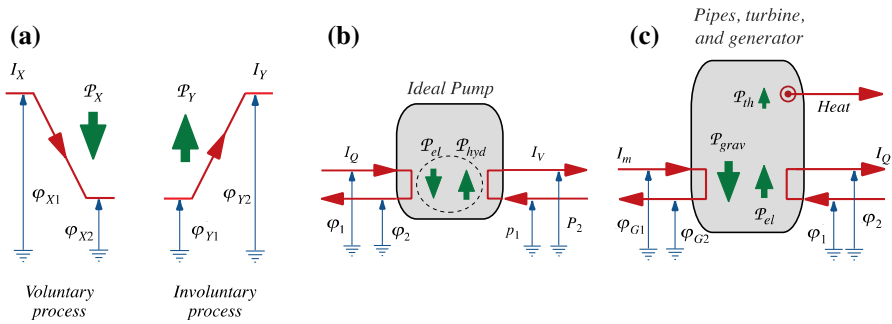 (a)
I_X
𝒫_X
φ_X1
φ_X2
Voluntary
process
I_Y
𝒫_Y
φ_Y2
φ_Y1
Involuntary
process
(b)
Ideal Pump
𝒫_el
𝒫_hyd
I_Q
I_V
φ_1
φ_2
p_1
P_2
(c)
Pipes, turbine,
and generator
𝒫_th
Heat
𝒫_grav
I_m
I_Q
𝒫_el
φ_G1
φ_G2
φ_1
φ_2